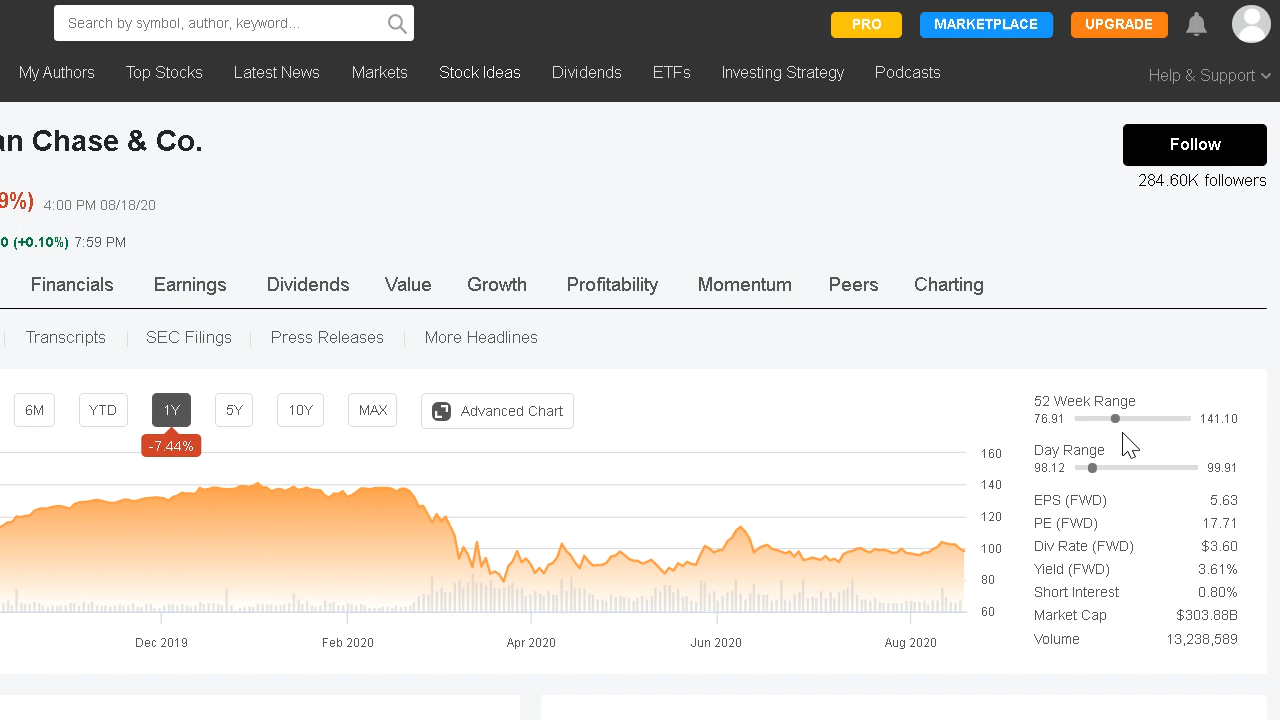 Search by symbol, author, keyword...
PRO
MARKETPLACE
UPGRADE
My Authors
Top Stocks
Latest News
Markets
Stock Ideas
Dividends
ETFs
Investing Strategy
Podcasts
Help & Support
an Chase & Co.
Follow
284.60K followers
9%) 4:00 PM 08/18/20
0 (+0.10%) 7:59 PM
Financials
Earnings
Dividends
Value
Growth
Profitability
Momentum
Peers
Charting
Transcripts
SEC Filings
Press Releases
More Headlines
6M
YTD
1Y
5Y
10Y
MAX
Advanced Chart
-7.44%
160
140
120
100
80
60
Dec 2019
Feb 2020
Apr 2020
Jun 2020
Aug 2020
52 Week Range
76.91 141.10
Day Range
98.12 99.91
EPS (FWD) 5.63
PE (FWD) 17.71
Div Rate (FWD) $3.60
Yield (FWD) 3.61%
Short Interest 0.80%
Market Cap $303.88B
Volume 13,238,589